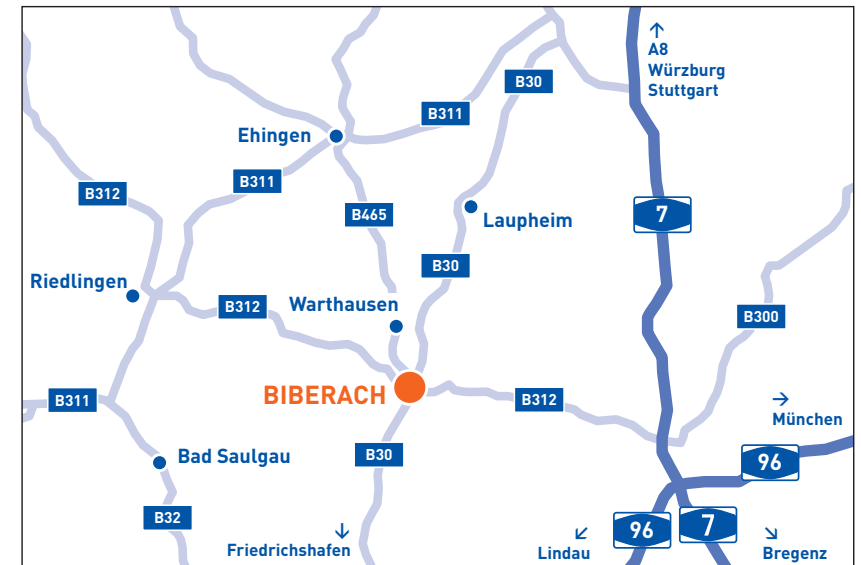 ↑
A8
Würzburg
Stuttgart
B30
B311
Ehingen
B311
B312
B465
7
Laupheim
B30
Riedlingen
Warthausen
B312
B300
BIBERACH
B311
B312
→
München
B30
Bad Saulgau
96
B32
↓
Friedrichshafen
96
7
↙
Lindau
↘
Bregenz